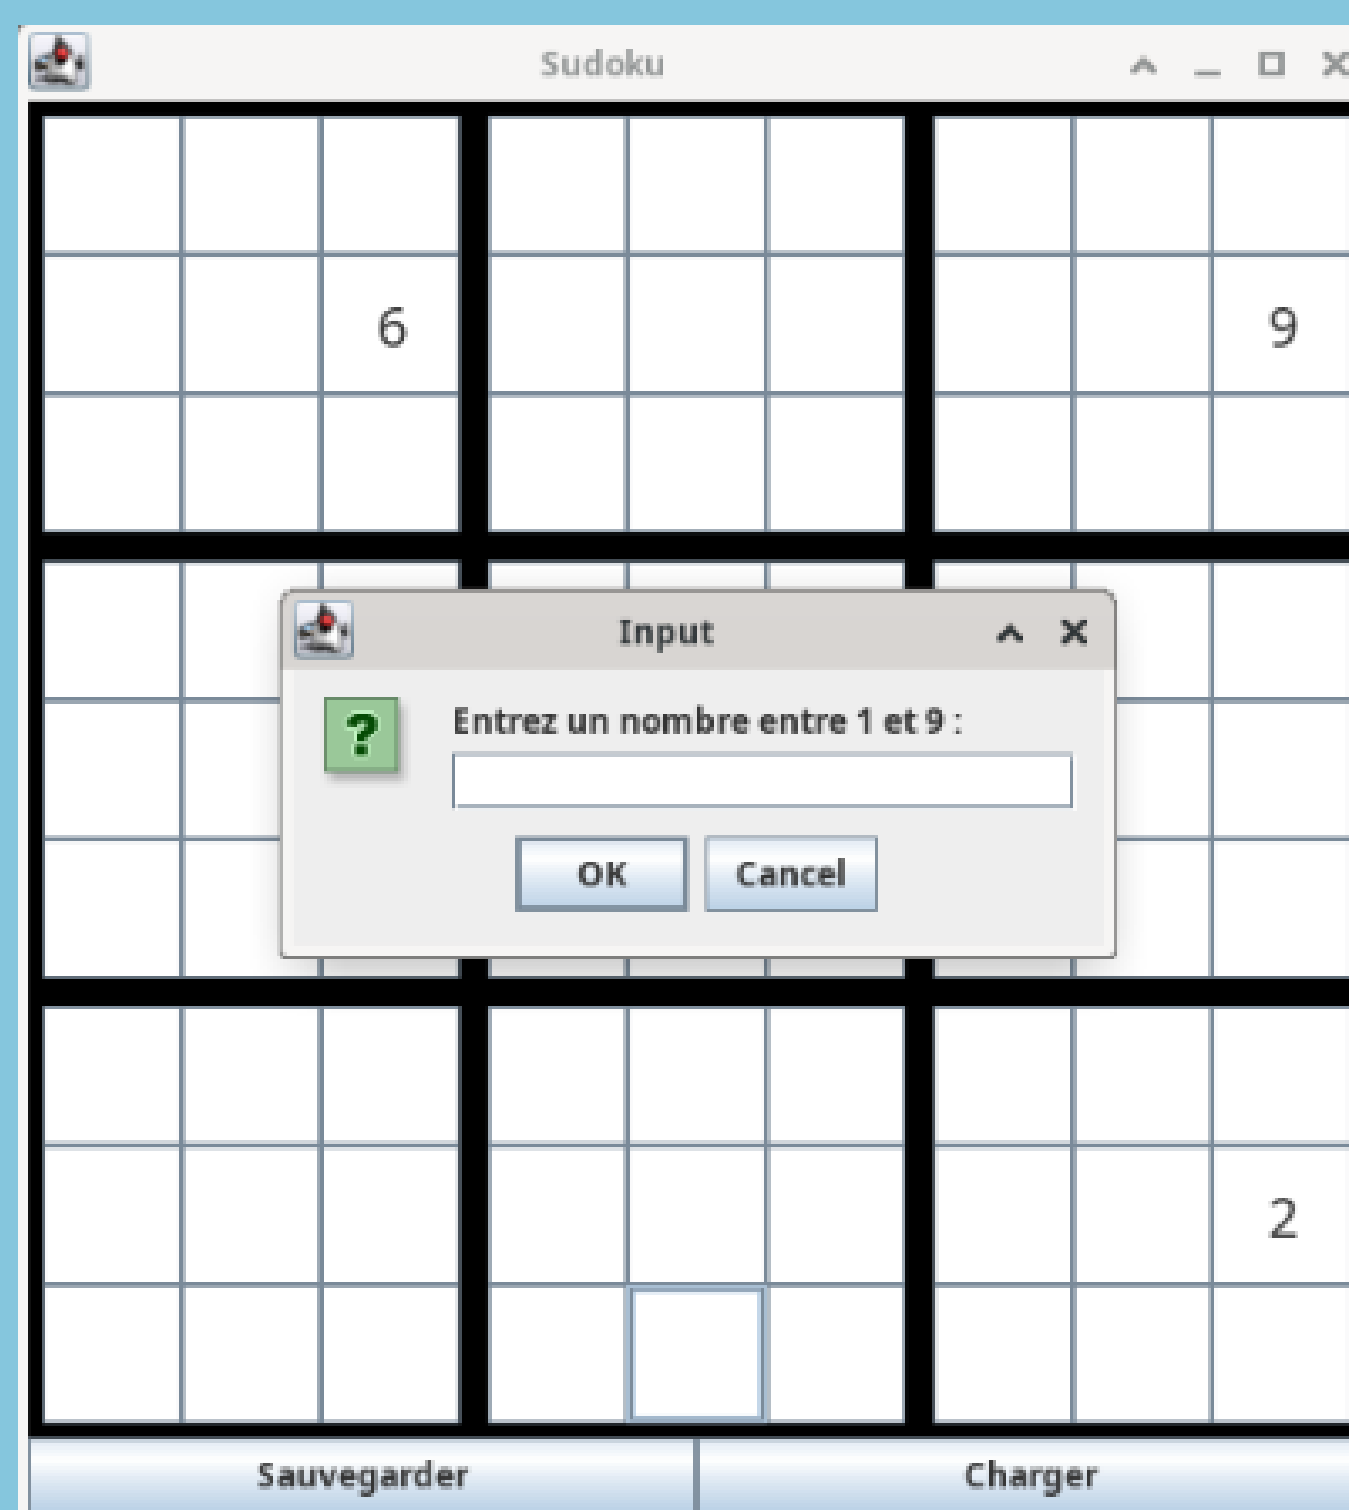 Sudoku
6
9
Input
?
Entrez un nombre entre 1 et 9 :
OK Cancel
2
Sauvegarder Charger